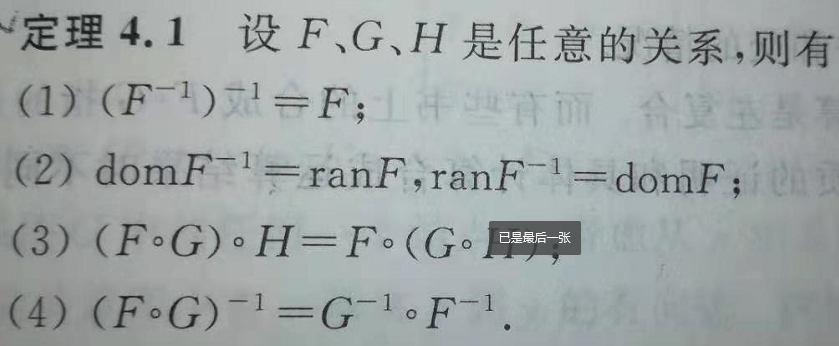 定理 4.1 设 F、G、H 是任意的关系,则有
(1) (F⁻¹)⁻¹=F;
(2) domF⁻¹=ranF,ranF⁻¹=domF;
(3) (F∘G)∘H=F∘(G∘H);
已是最后一张
(4) (F∘G)⁻¹=G⁻¹∘F⁻¹.